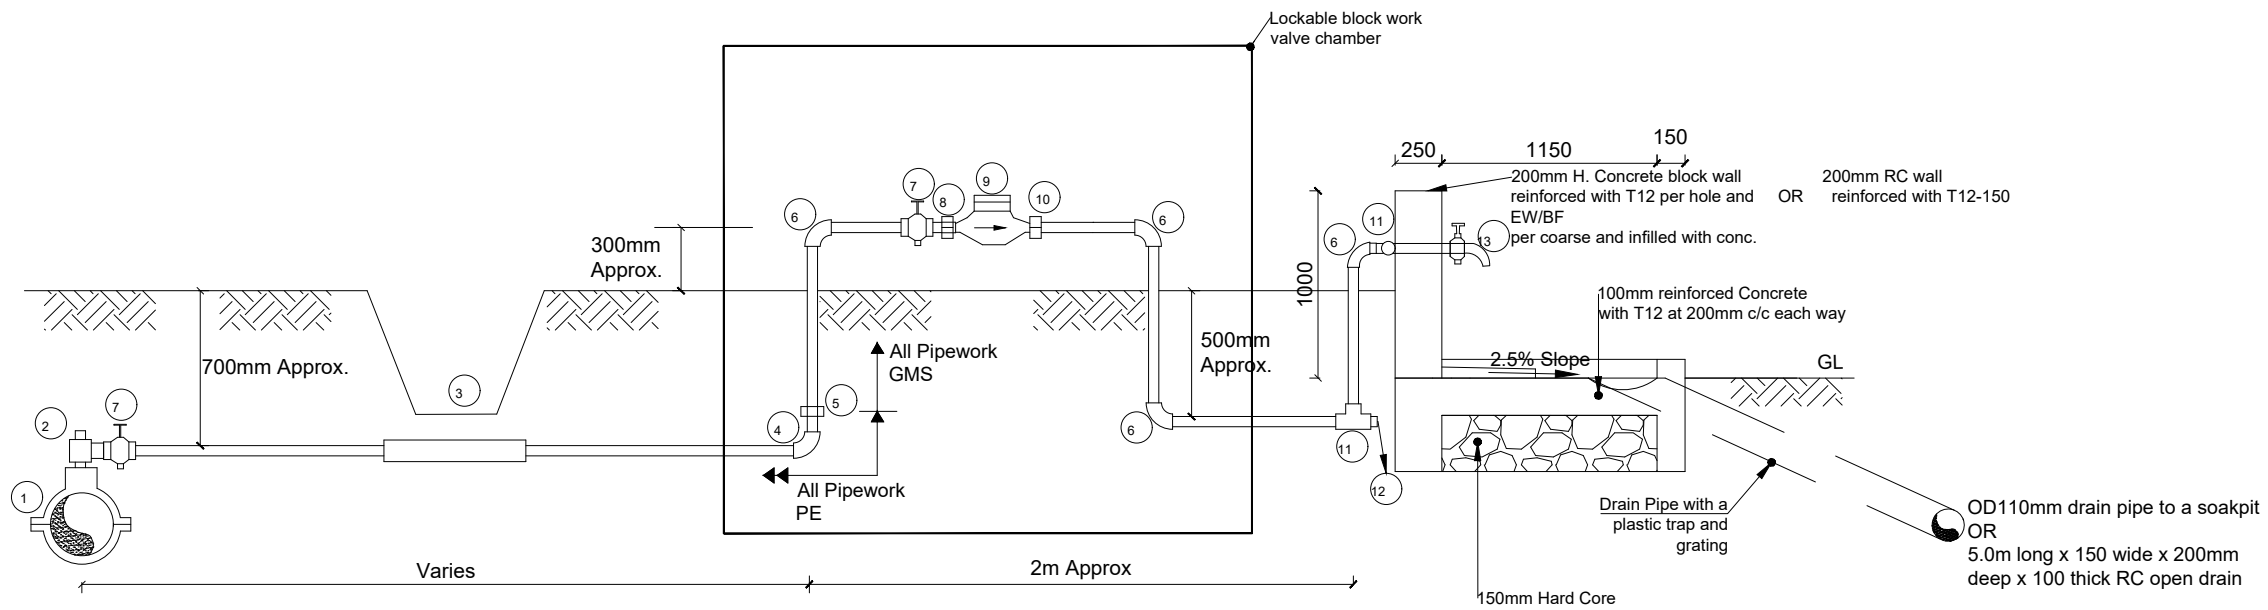 Lockable block work
valve chamber
250
1150
150
200mm H. Concrete block wall
reinforced with T12 per hole and
EW/BF
per coarse and infilled with conc.
OR
200mm RC wall
reinforced with T12-150
7
8
9
10
6
6
11
6
13
300mm
Approx.
1000
100mm reinforced Concrete
with T12 at 200mm c/c each way
700mm Approx.
500mm
Approx.
2.5% Slope
GL
All Pipework
GMS
3
5
7
2
4
6
11
1
12
All Pipework
PE
Drain Pipe with a
plastic trap and
grating
OD110mm drain pipe to a soakpit
OR
5.0m long x 150 wide x 200mm
deep x 100 thick RC open drain
Varies
2m Approx
150mm Hard Core